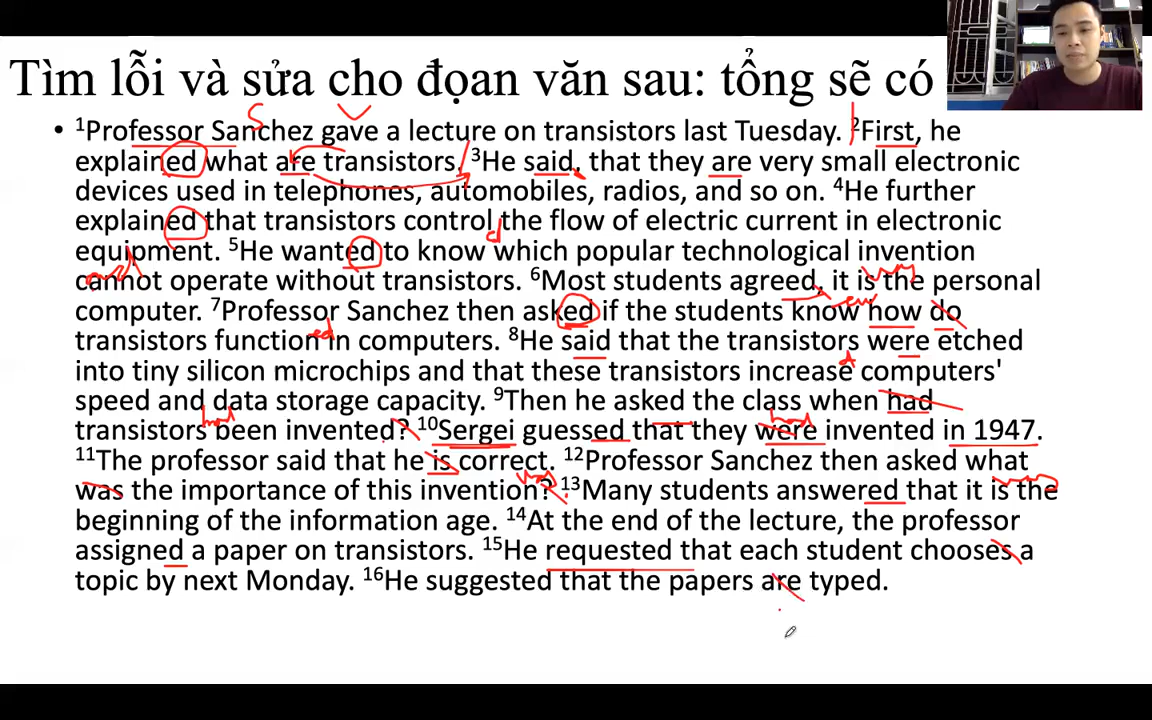 Tìm lỗi và sửa cho đọan văn sau: tổng sẽ có
S
• ¹Professor Sanchez gave a lecture on transistors last Tuesday. ²First, he
explained what are transistors. ³He said, that they are very small electronic
devices used in telephones, automobiles, radios, and so on. ⁴He further
explained that transistors control the flow of electric current in electronic
d
equipment. ⁵He wanted to know which popular technological invention
cannot operate without transistors. ⁶Most students agreed, it is the personal
computer. ⁷Professor Sanchez then asked if the students know how do
ed
transistors function in computers. ⁸He said that the transistors were etched
into tiny silicon microchips and that these transistors increase computers'
d
speed and data storage capacity. ⁹Then he asked the class when had
had
had
transistors been invented? ¹⁰Sergei guessed that they were invented in 1947.
¹¹The professor said that he is correct. ¹²Professor Sanchez then asked what
was
was
was the importance of this invention? ¹³Many students answered that it is the
beginning of the information age. ¹⁴At the end of the lecture, the professor
assigned a paper on transistors. ¹⁵He requested that each student chooses a
topic by next Monday. ¹⁶He suggested that the papers are typed.